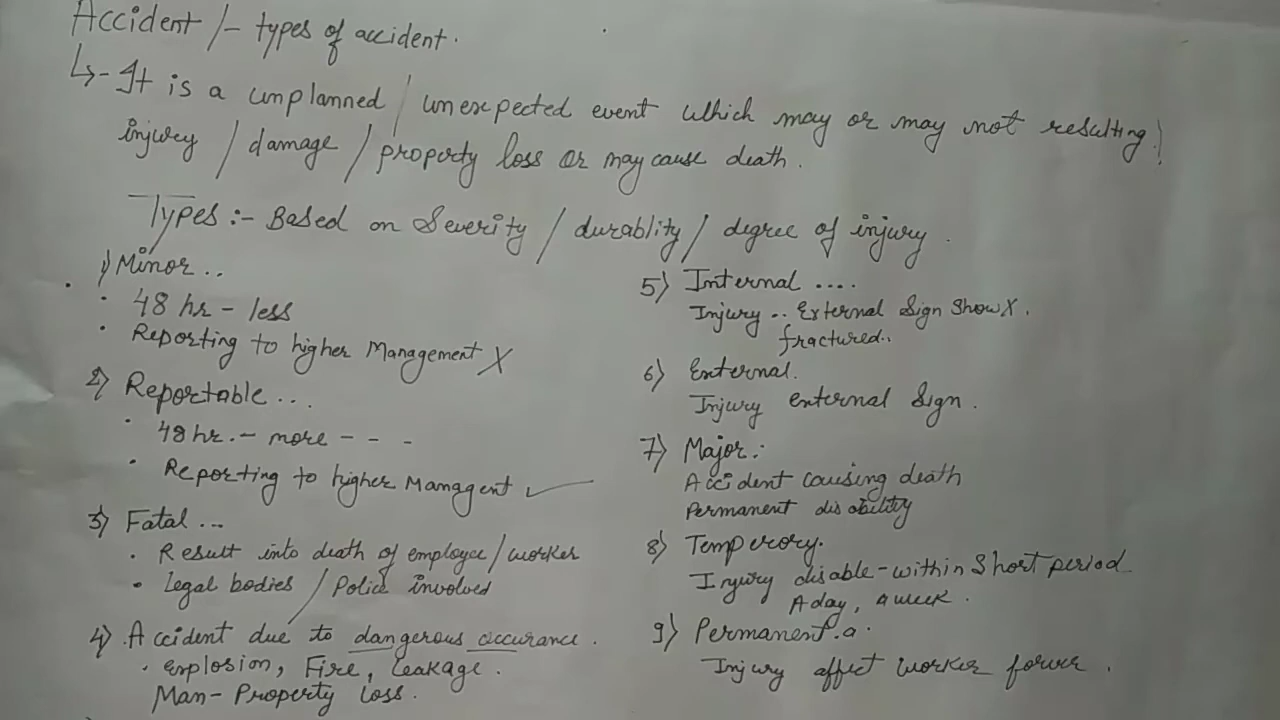 Accident /- types of accident.
↳- It is a unplanned / unexpected event which may or may not resulting /
injury / damage / property loss or may cause death.
Types :- Based on Severity / durablity / degree of injury.
1) Minor ..
• 48 hr - less
• Reporting to higher Management X
2) Reportable ...
• 48 hr. - more - - -
• Reporting to higher Managent ✓
3) Fatal ...
• Result into death of employee / worker
• Legal bodies / Police involved
4) Accident due to dangerous occurance.
• Explosion, Fire, Leakage.
Man - Property loss.
5) Internal ....
Injury .. External Sign Show X.
fractured..
6) External.
Injury external Sign.
7) Major :-
Accident causing death
Permanent disability
8) Temperory.
Injury disable - within Short period
A day, a week.
9) Permanent .a.
Injury affect worker forver.